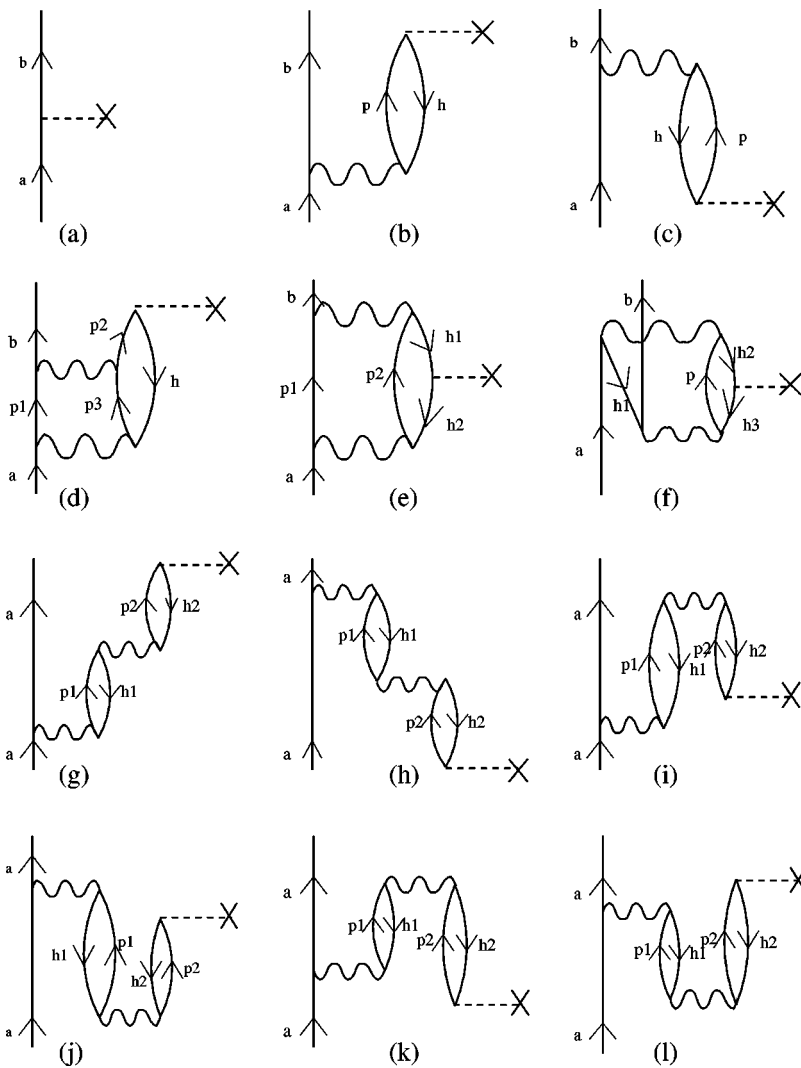 b
a
(a)
b
p
h
a
(b)
b
h
p
a
(c)
b
p2
p1
p3
h
a
(d)
b
h1
p1
p2
h2
a
(e)
b
h2
p
h1
h3
a
(f)
a
p2
h2
p1
h1
a
(g)
a
p1
h1
p2
h2
a
(h)
a
p1
h1
p2
h2
a
(i)
a
h1
p1
h2
p2
a
(j)
a
p1
h1
p2
h2
a
(k)
a
p1
h1
p2
h2
a
(l)